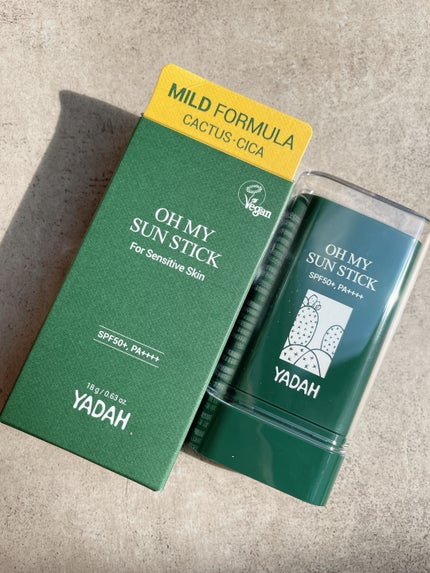 MILD FORMULA
CACTUS·CICA
Vegan
OH MY
SUN STICK
For Sensitive Skin
SPF50+, PA++++
18 g / 0.63 oz.
YADAH
OH MY
SUN STICK
SPF50+, PA++++
YADAH